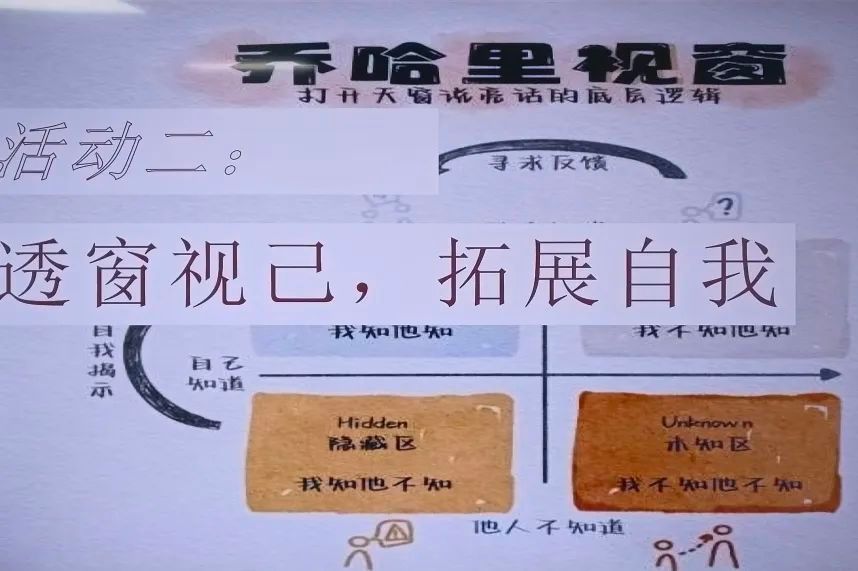 乔哈里视窗
打开天窗说亮话的底层逻辑
活动二：
寻求反馈
?
透窗视己，拓展自我
我知他知
我不知他知
自我揭示
自己
知道
Hidden
隐藏区
我知他不知
Unknown
未知区
我不知他不知
他人不知道